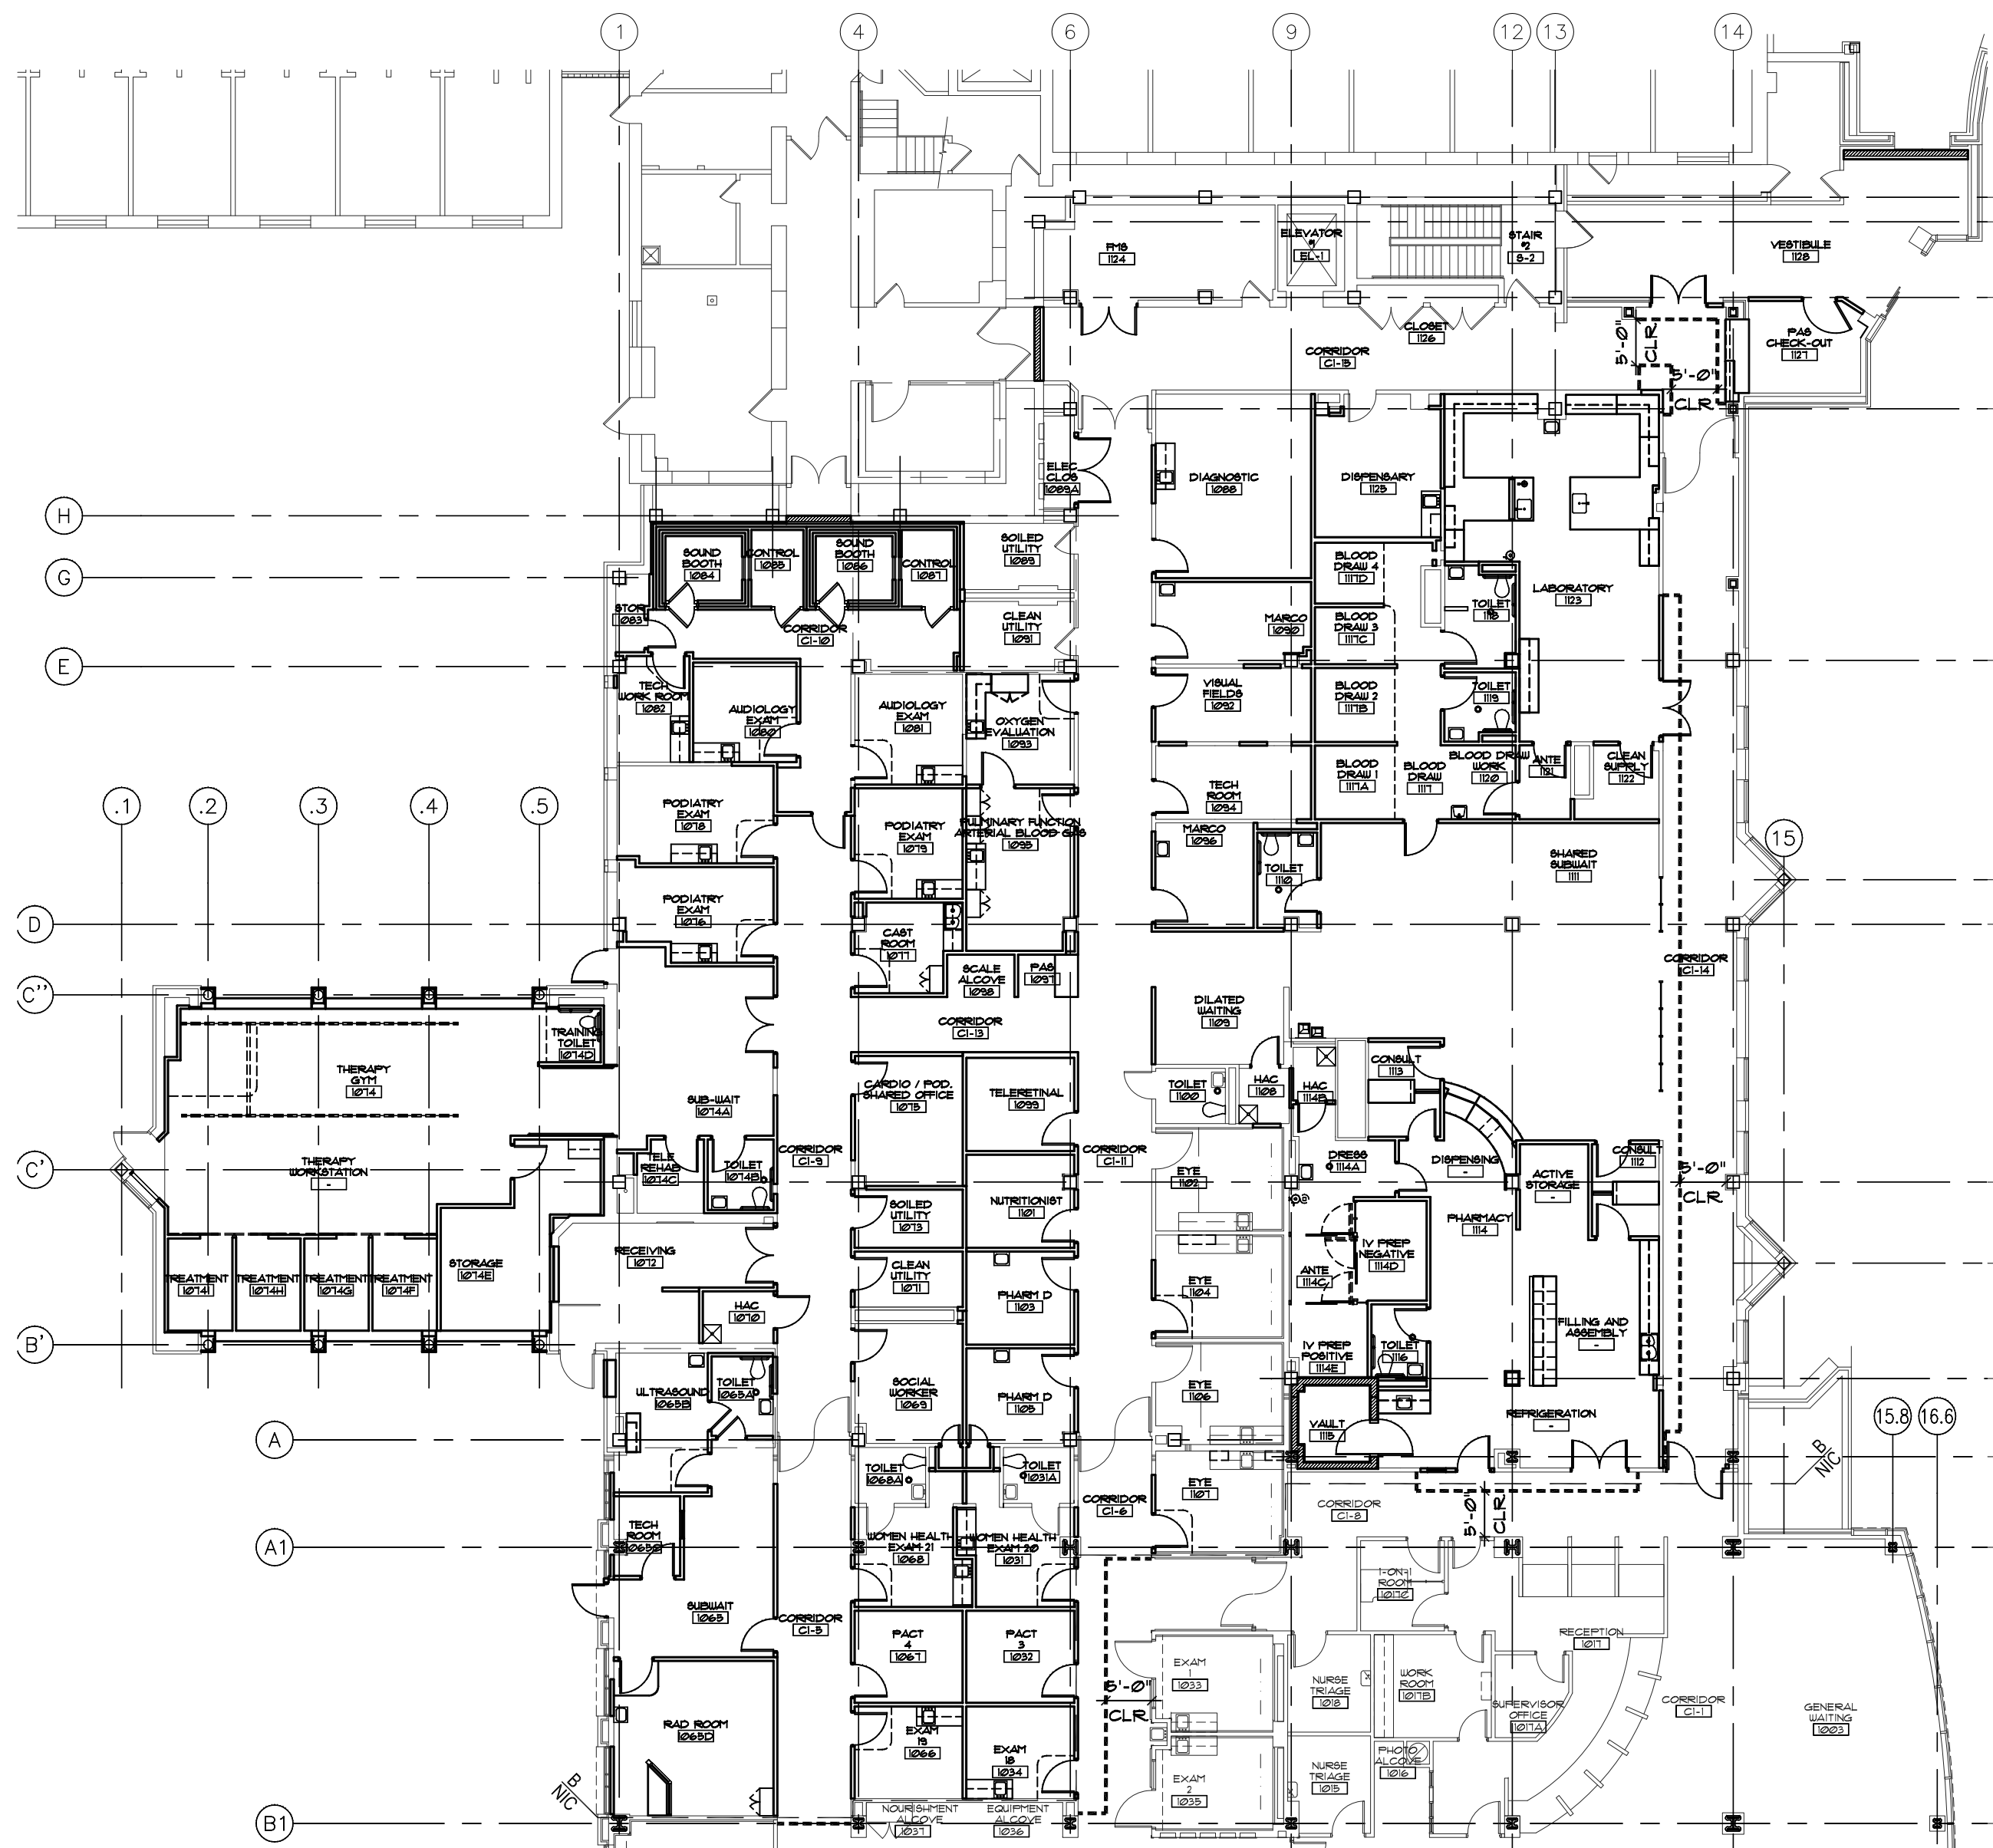 1
4
6
9
12
13
14
FMS
1124
ELEVATOR
#1
EL-1
STAIR
#2
S-2
VESTIBULE
1128
CLOSET
1126
CORRIDOR
C1-15
5'-0"
CLR
PAS
CHECK-OUT
1127
5'-0"
CLR
ELEC
CLOS
1089A
DIAGNOSTIC
1088
DISPENSARY
1125
H
G
E
SOUND
BOOTH
1084
CONTROL
1085
SOUND
BOOTH
1086
CONTROL
1087
SOILED
UTILITY
1089
STOR
1083
CORRIDOR
C1-10
CLEAN
UTILITY
1091
MARCO
1090
BLOOD
DRAW 4
1117D
BLOOD
DRAW 3
1117C
TOILET
1118
LABORATORY
1123
TECH
WORK ROOM
1082
AUDIOLOGY
EXAM
1080
AUDIOLOGY
EXAM
1081
OXYGEN
EVALUATION
1093
VISUAL
FIELDS
1092
BLOOD
DRAW 2
1117B
TOILET
1119
PODIATRY
EXAM
1078
PODIATRY
EXAM
1079
PULMINARY FUNCTION
ARTERIAL BLOOD GAS
1095
TECH
ROOM
1094
BLOOD
DRAW 1
1117A
BLOOD
DRAW
1117
BLOOD DRAW
WORK
1120
ANTE
1121
CLEAN
SUPPLY
1122
.1
.2
.3
.4
.5
15
MARCO
1096
TOILET
1110
SHARED
SUBWAIT
1111
D
C''
C'
B'
PODIATRY
EXAM
1076
CAST
ROOM
1077
SCALE
ALCOVE
1098
PAS
1097
CORRIDOR
C1-14
CORRIDOR
C1-13
DILATED
WAITING
1109
TRAINING
TOILET
1074D
THERAPY
GYM
1074
SUB-WAIT
1074A
CARDIO / POD.
SHARED OFFICE
1075
TELERETINAL
1099
TOILET
1100
HAC
1108
HAC
1114B
CONSULT
1113
THERAPY
WORKSTATION
-
TELE
REHAB
1074C
TOILET
1074B
CORRIDOR
C1-9
CORRIDOR
C1-11
EYE
1102
DRESS
1114A
DISPENSING
-
ACTIVE
STORAGE
-
CONSULT
1112
5'-0"
CLR
SOILED
UTILITY
1073
NUTRITIONIST
1101
PHARMACY
1114
RECEIVING
1072
STORAGE
1074E
TREATMENT
1074I
TREATMENT
1074H
TREATMENT
1074G
TREATMENT
1074F
CLEAN
UTILITY
1071
PHARM D
1103
EYE
1104
ANTE
1114C
IV PREP
NEGATIVE
1114D
HAC
1070
FILLING AND
ASSEMBLY
-
IV PREP
POSITIVE
1114E
TOILET
1116
ULTRASOUND
1065B
TOILET
1065A
SOCIAL
WORKER
1069
PHARM D
1105
EYE
1106
VAULT
1115
REFRIGERATION
-
A
15.8
16.6
B
NIC
TOILET
1068A
TOILET
1031A
EYE
1107
CORRIDOR
C1-6
CORRIDOR
C1-8
5'-0"
CLR
TECH
ROOM
1065C
A1
WOMEN HEALTH
EXAM 21
1068
WOMEN HEALTH
EXAM 20
1031
1-ON-1
ROOM
1017C
SUBWAIT
1065
CORRIDOR
C1-5
PACT
4
1067
PACT
3
1032
RECEPTION
1017
EXAM
1
1033
NURSE
TRIAGE
1018
WORK
ROOM
1017B
SUPERVISOR
OFFICE
1017A
CORRIDOR
C1-1
GENERAL
WAITING
1003
5'-0"
CLR
RAD ROOM
1065D
EXAM
19
1066
EXAM
18
1034
EXAM
2
1035
NURSE
TRIAGE
1015
PHOTO
ALCOVE
1016
B
NIC
B1
NOURISHMENT
ALCOVE
1037
EQUIPMENT
ALCOVE
1036